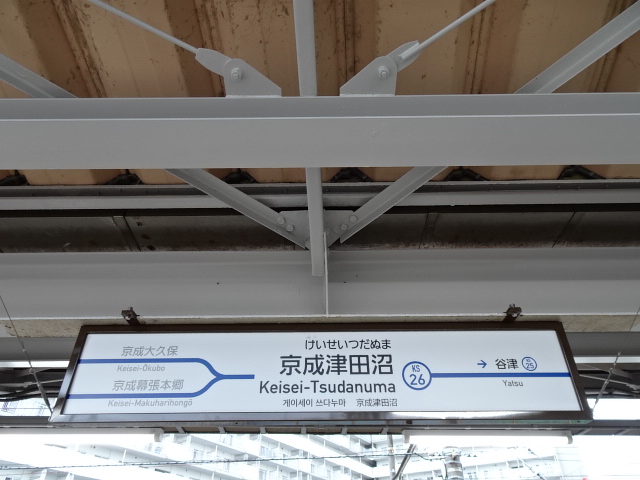 京成大久保
Keisei-Ōkubo
京成幕張本郷
Keisei-Makuharihongō
けいせいつだぬま
京成津田沼
Keisei-Tsudanuma
게이세이 쓰다누마 京成津田沼
KS
26
→ 谷津
Yatsu
KS
25